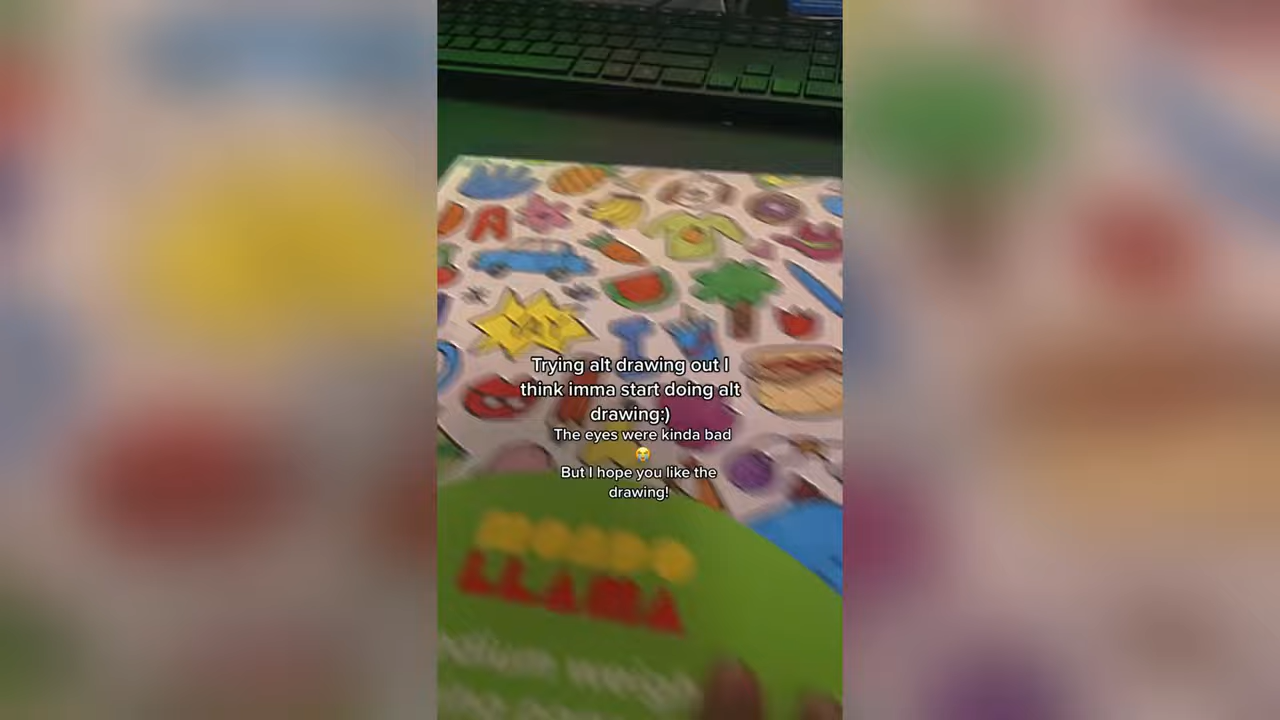 Trying alt drawing out I
think imma start doing alt
drawing:)
The eyes were kinda bad
😭
But I hope you like the
drawing!
LLAMA